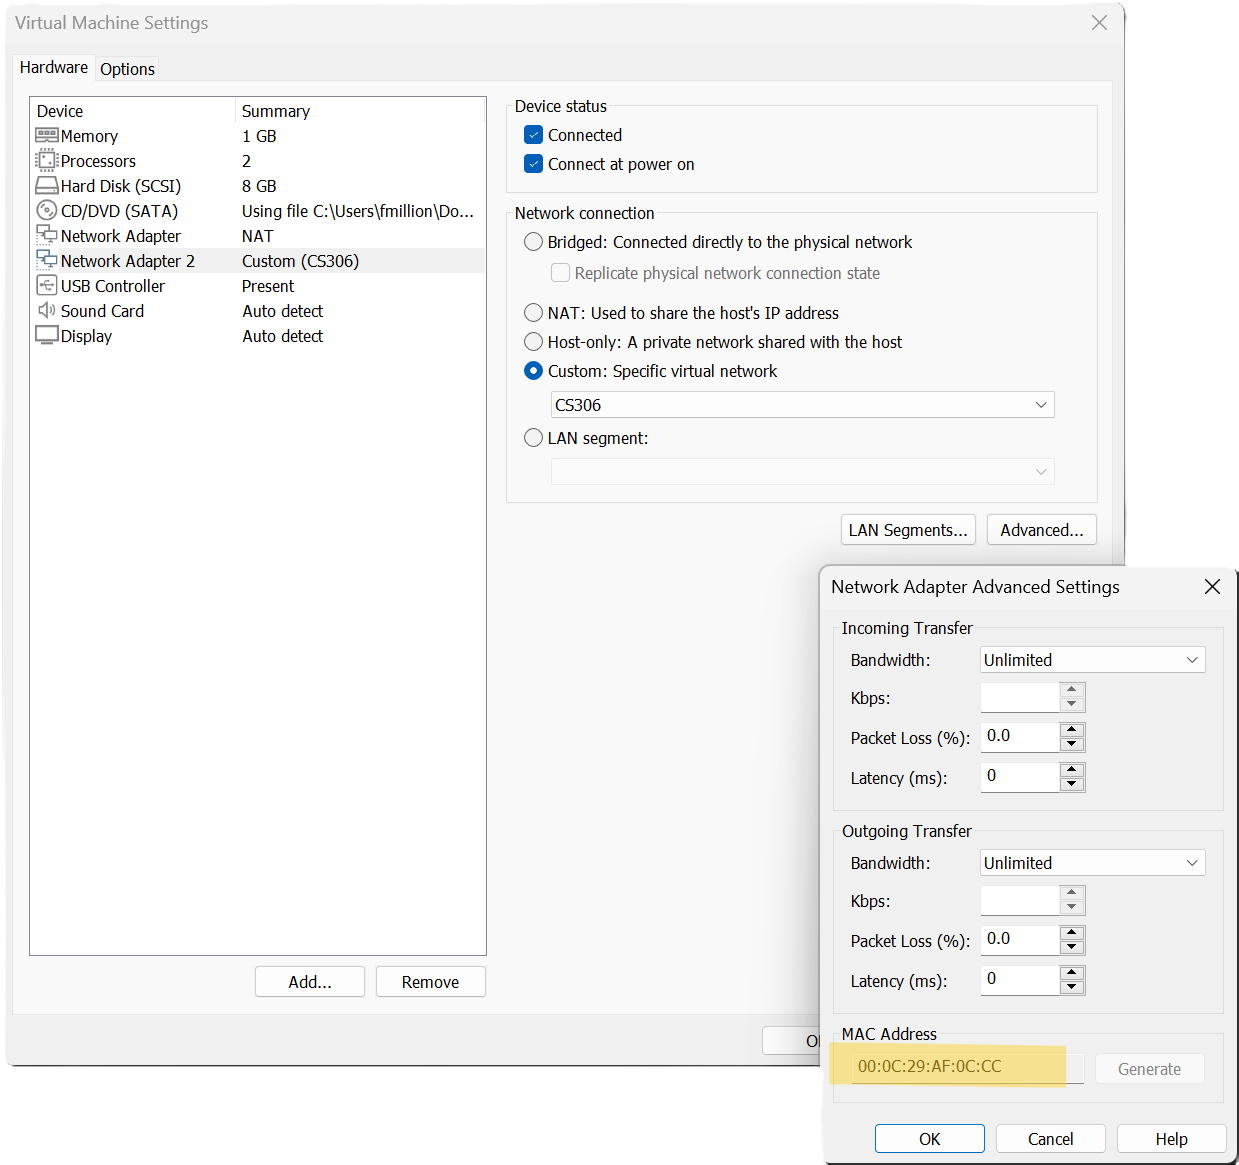 Virtual Machine Settings
Hardware Options
Device Summary
Memory 1 GB
Processors 2
Hard Disk (SCSI) 8 GB
CD/DVD (SATA) Using file C:\Users\fmillion\Do...
Network Adapter NAT
Network Adapter 2 Custom (CS306)
USB Controller Present
Sound Card Auto detect
Display Auto detect
Add... Remove
Device status
Connected
Connect at power on
Network connection
Bridged: Connected directly to the physical network
Replicate physical network connection state
NAT: Used to share the host's IP address
Host-only: A private network shared with the host
Custom: Specific virtual network
CS306
LAN segment:
LAN Segments... Advanced...
Network Adapter Advanced Settings
Incoming Transfer
Bandwidth: Unlimited
Kbps:
Packet Loss (%): 0.0
Latency (ms): 0
Outgoing Transfer
Bandwidth: Unlimited
Kbps:
Packet Loss (%): 0.0
Latency (ms): 0
MAC Address
00:0C:29:AF:0C:CC Generate
OK Cancel Help